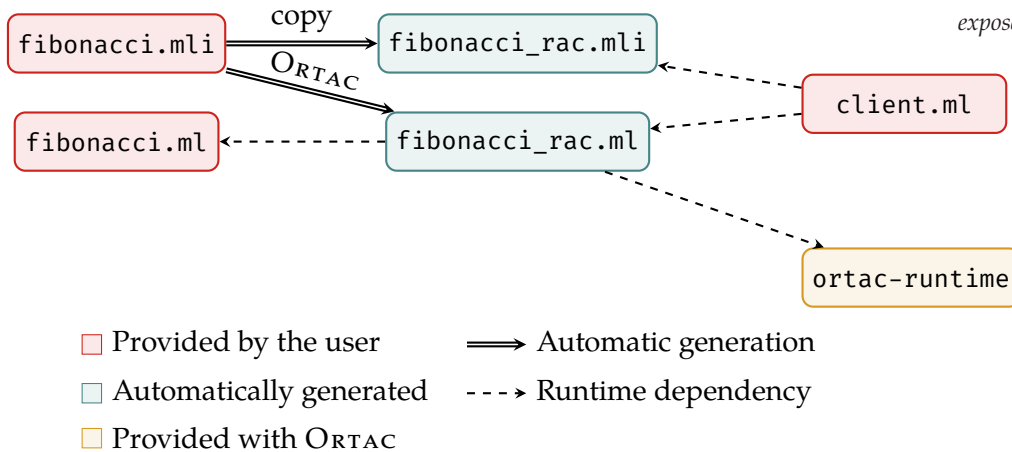 copy
expose
fibonacci.mli
fibonacci_rac.mli
ORTAC
client.ml
fibonacci.ml
fibonacci_rac.ml
ortac-runtime
Provided by the user
Automatic generation
Automatically generated
Runtime dependency
Provided with ORTAC